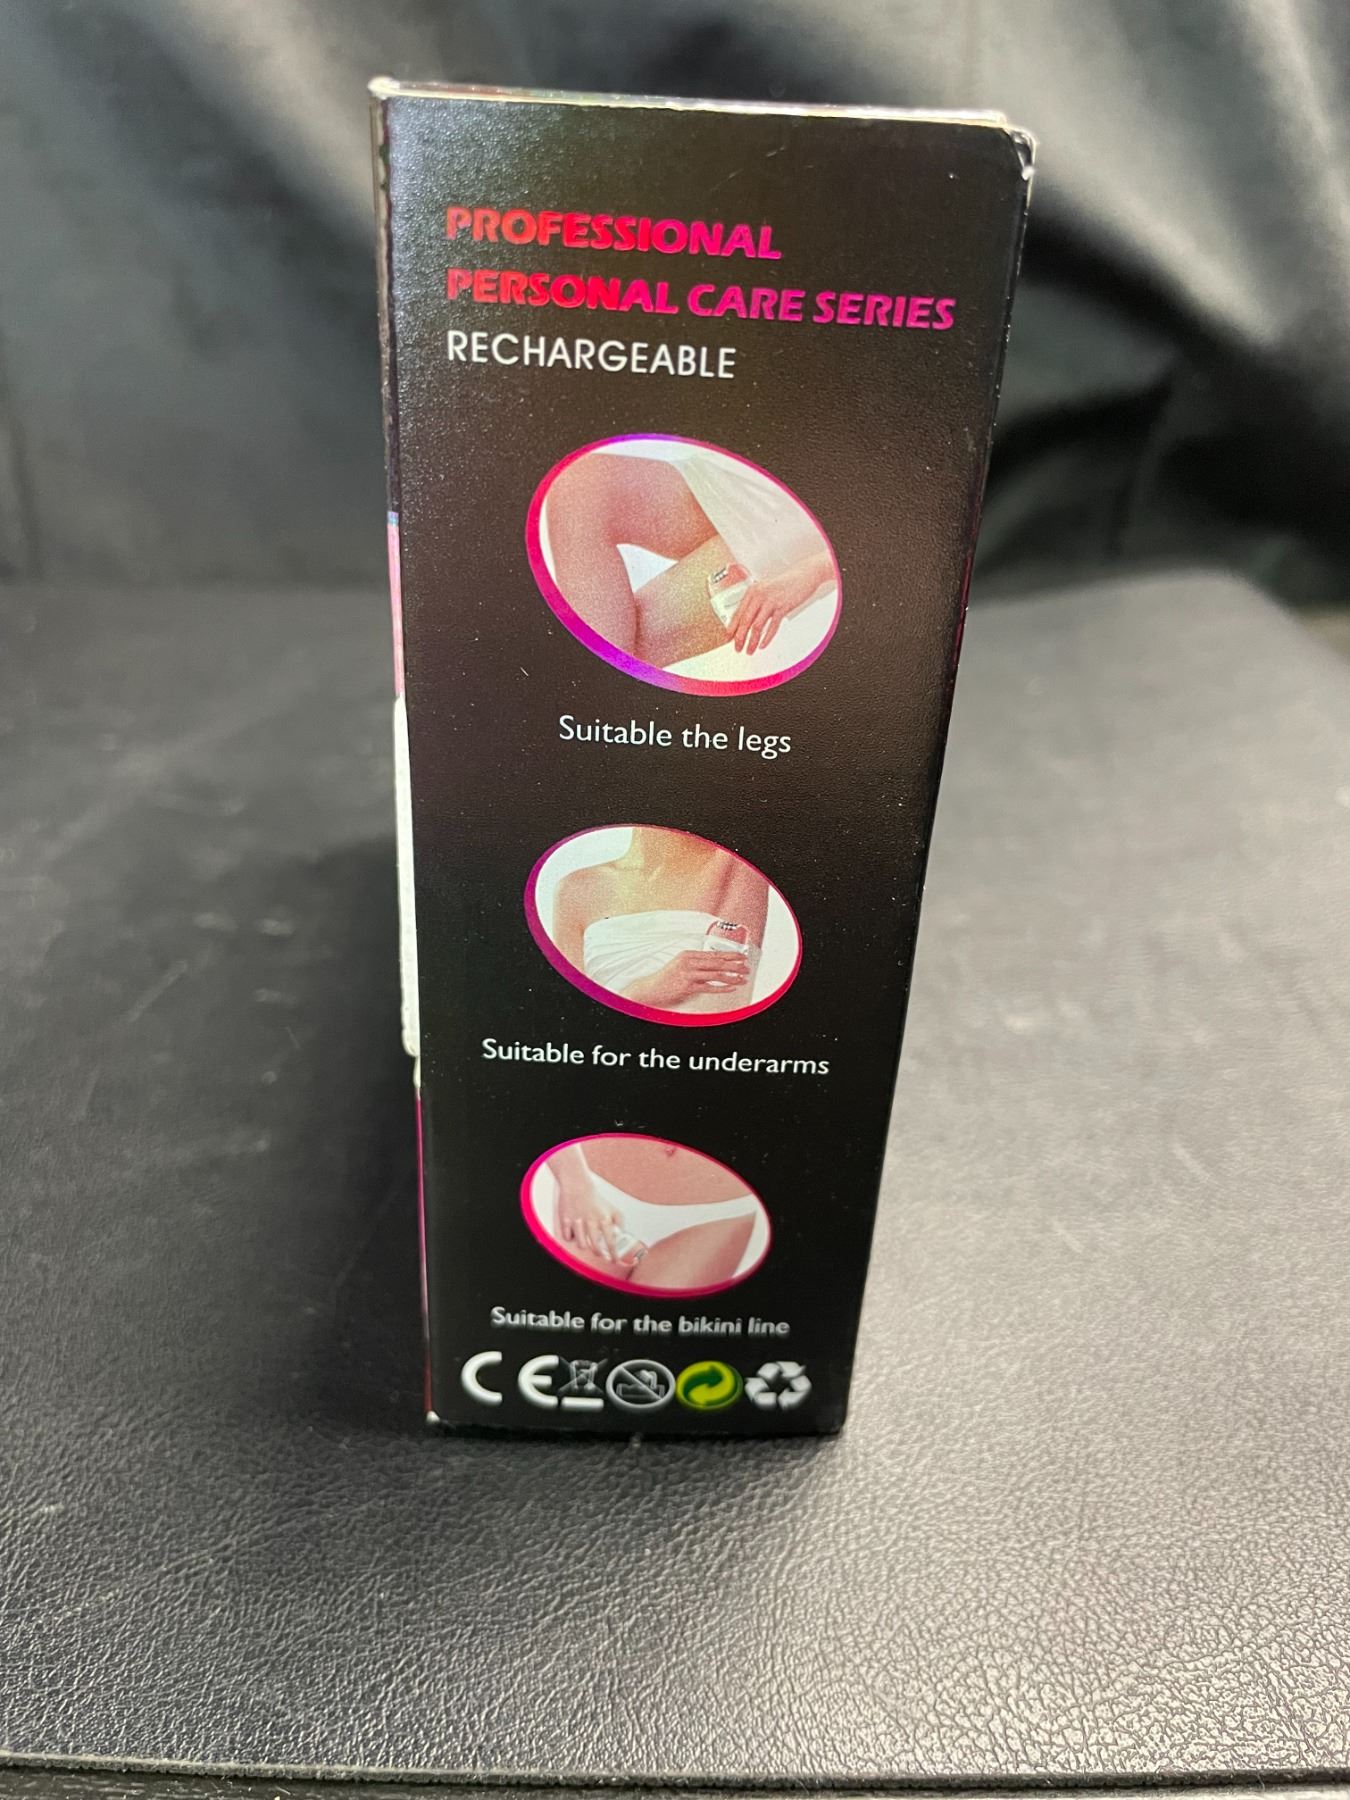 PROFESSIONAL
PERSONAL CARE SERIES
RECHARGEABLE
Suitable the legs
Suitable for the underarms
Suitable for the bikini line
CE